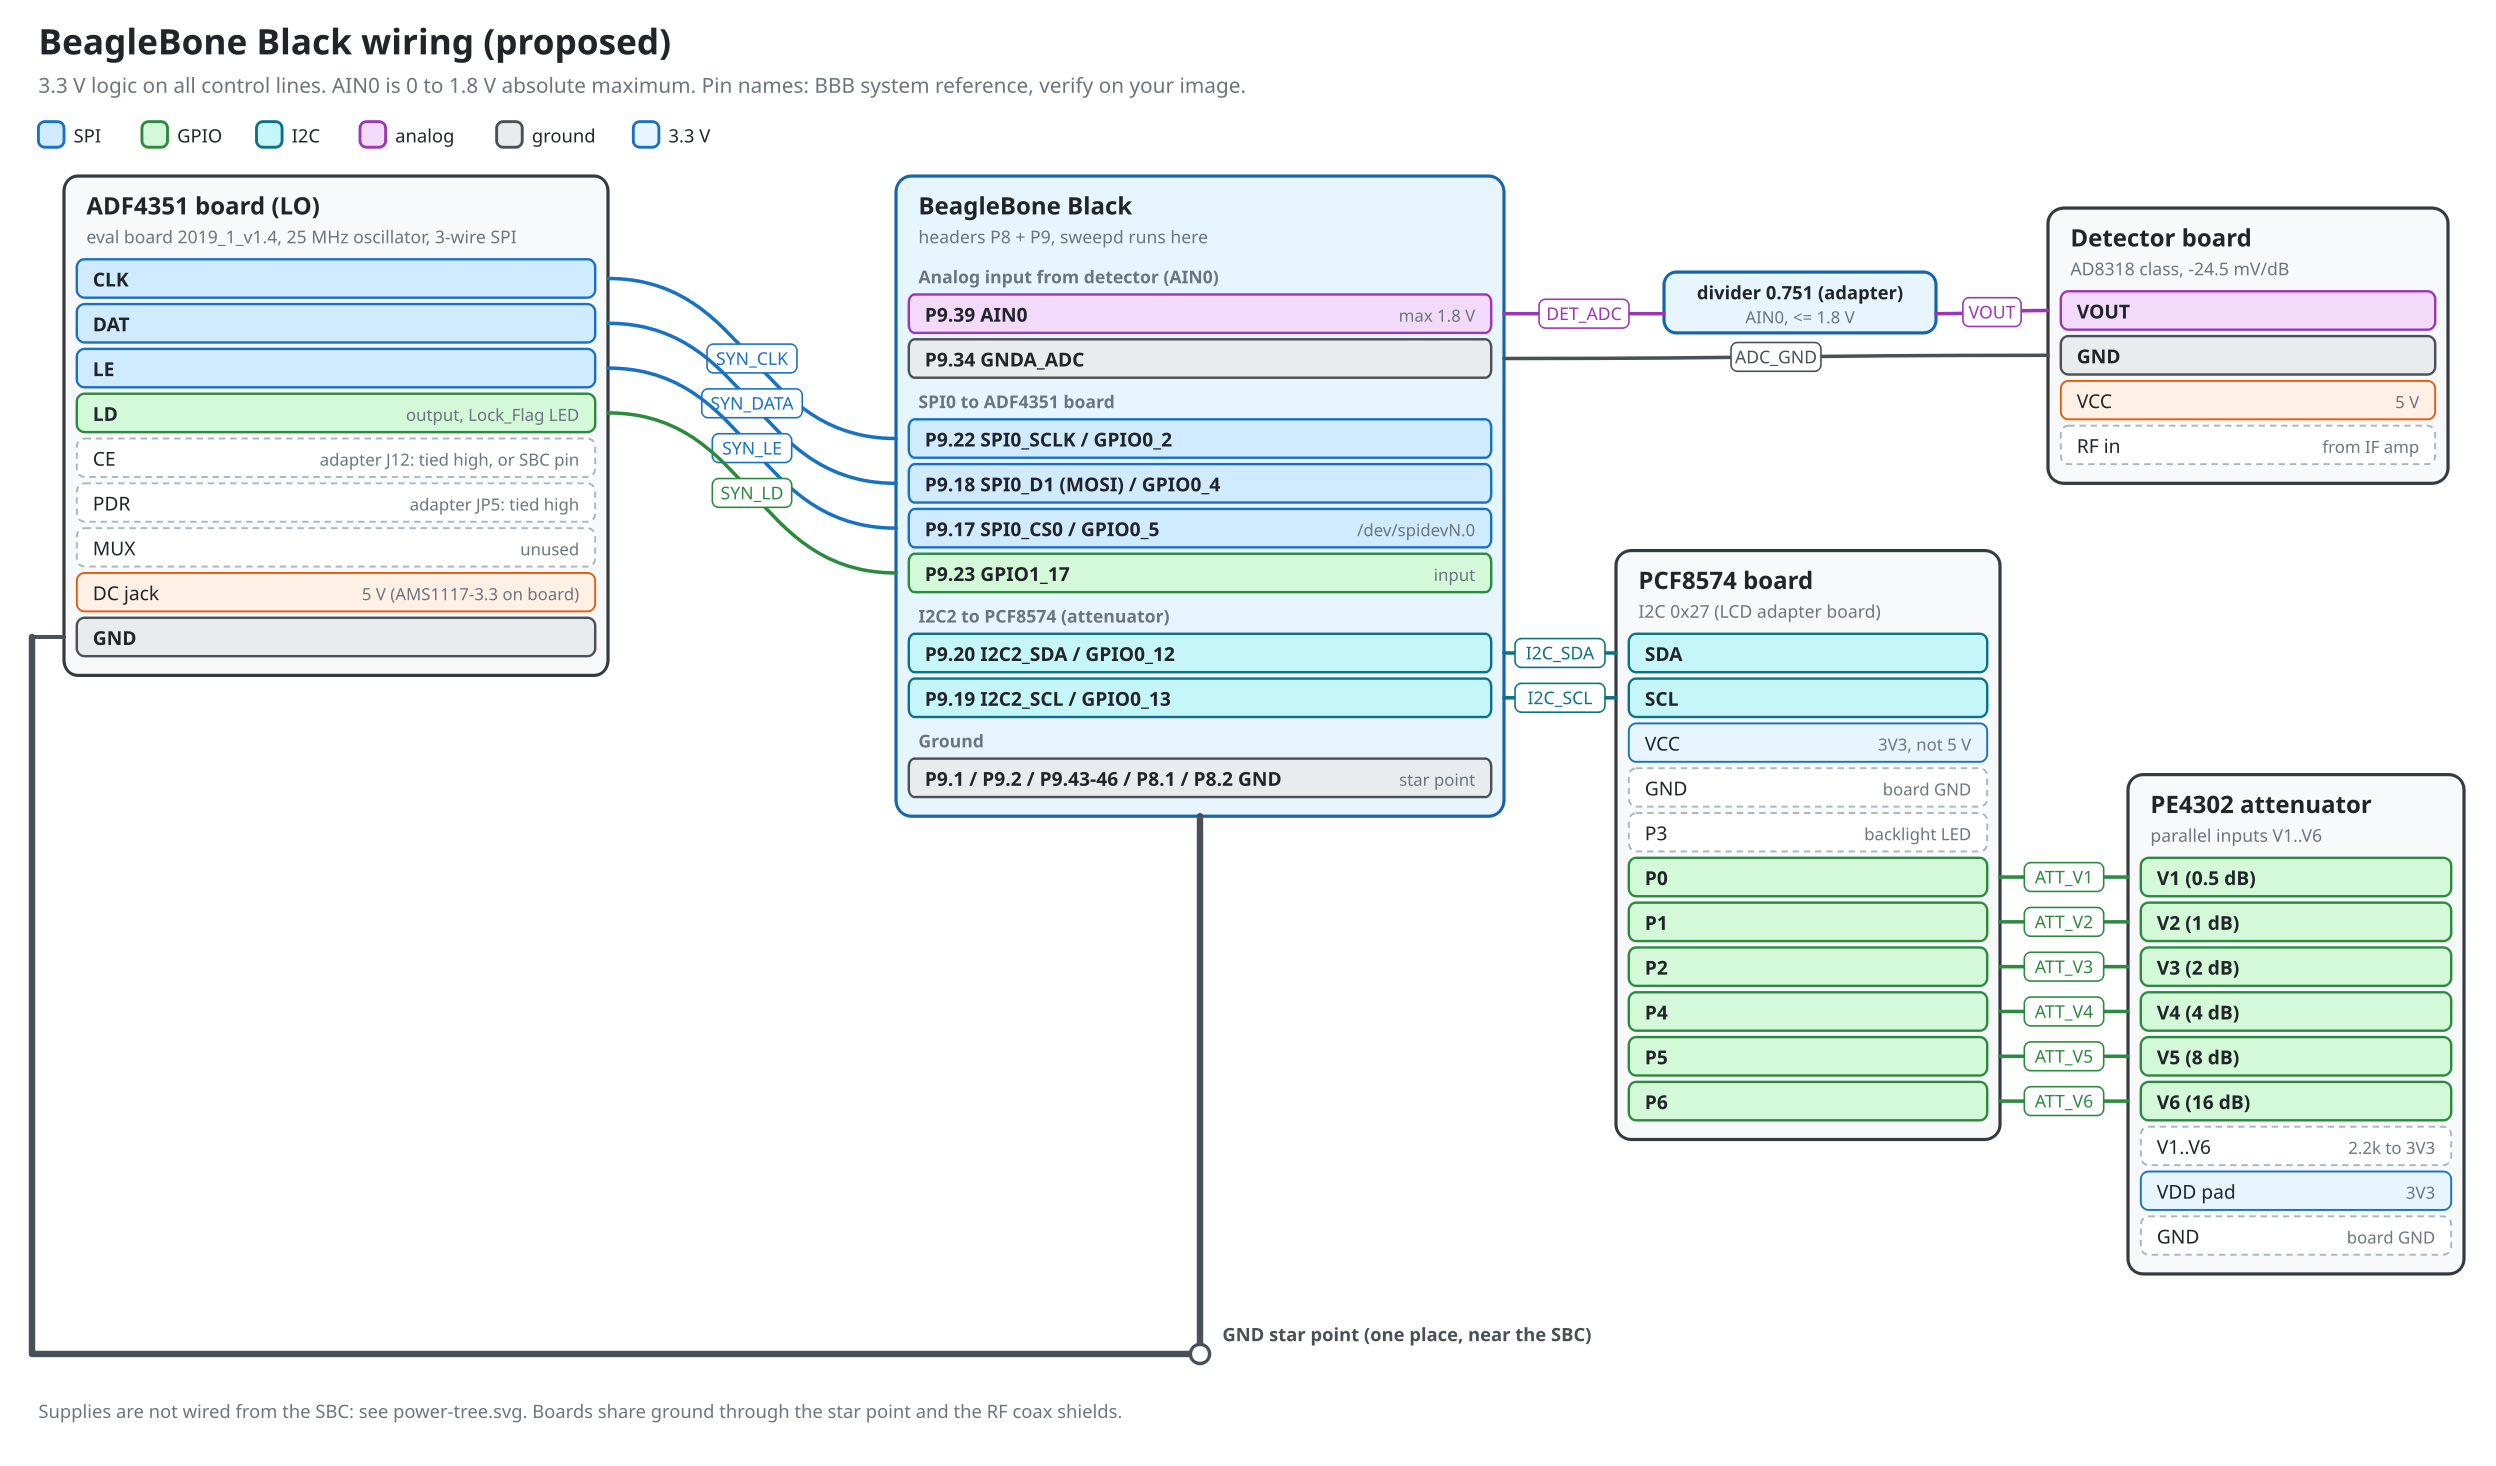 BeagleBone Black wiring (proposed)
3.3 V logic on all control lines. AIN0 is 0 to 1.8 V absolute maximum. Pin names: BBB system reference, verify on your image.
SPI
GPIO
I2C
analog
ground
3.3 V
ADF4351 board (LO)
eval board 2019_1_v1.4, 25 MHz oscillator, 3-wire SPI
CLK
DAT
LE
LD output, Lock_Flag LED
CE adapter J12: tied high, or SBC pin
PDR adapter JP5: tied high
MUX unused
DC jack 5 V (AMS1117-3.3 on board)
GND
SYN_CLK
SYN_DATA
SYN_LE
SYN_LD
BeagleBone Black
headers P8 + P9, sweepd runs here
Analog input from detector (AIN0)
P9.39 AIN0 max 1.8 V
P9.34 GNDA_ADC
SPI0 to ADF4351 board
P9.22 SPI0_SCLK / GPIO0_2
P9.18 SPI0_D1 (MOSI) / GPIO0_4
P9.17 SPI0_CS0 / GPIO0_5 /dev/spidevN.0
P9.23 GPIO1_17 input
I2C2 to PCF8574 (attenuator)
P9.20 I2C2_SDA / GPIO0_12
P9.19 I2C2_SCL / GPIO0_13
Ground
P9.1 / P9.2 / P9.43-46 / P8.1 / P8.2 GND star point
DET_ADC
divider 0.751 (adapter)
AIN0, <= 1.8 V
VOUT
ADC_GND
Detector board
AD8318 class, -24.5 mV/dB
VOUT
GND
VCC 5 V
RF in from IF amp
I2C_SDA
I2C_SCL
PCF8574 board
I2C 0x27 (LCD adapter board)
SDA
SCL
VCC 3V3, not 5 V
GND board GND
P3 backlight LED
P0
P1
P2
P4
P5
P6
ATT_V1
ATT_V2
ATT_V3
ATT_V4
ATT_V5
ATT_V6
PE4302 attenuator
parallel inputs V1..V6
V1 (0.5 dB)
V2 (1 dB)
V3 (2 dB)
V4 (4 dB)
V5 (8 dB)
V6 (16 dB)
V1..V6 2.2k to 3V3
VDD pad 3V3
GND board GND
GND star point (one place, near the SBC)
Supplies are not wired from the SBC: see power-tree.svg. Boards share ground through the star point and the RF coax shields.